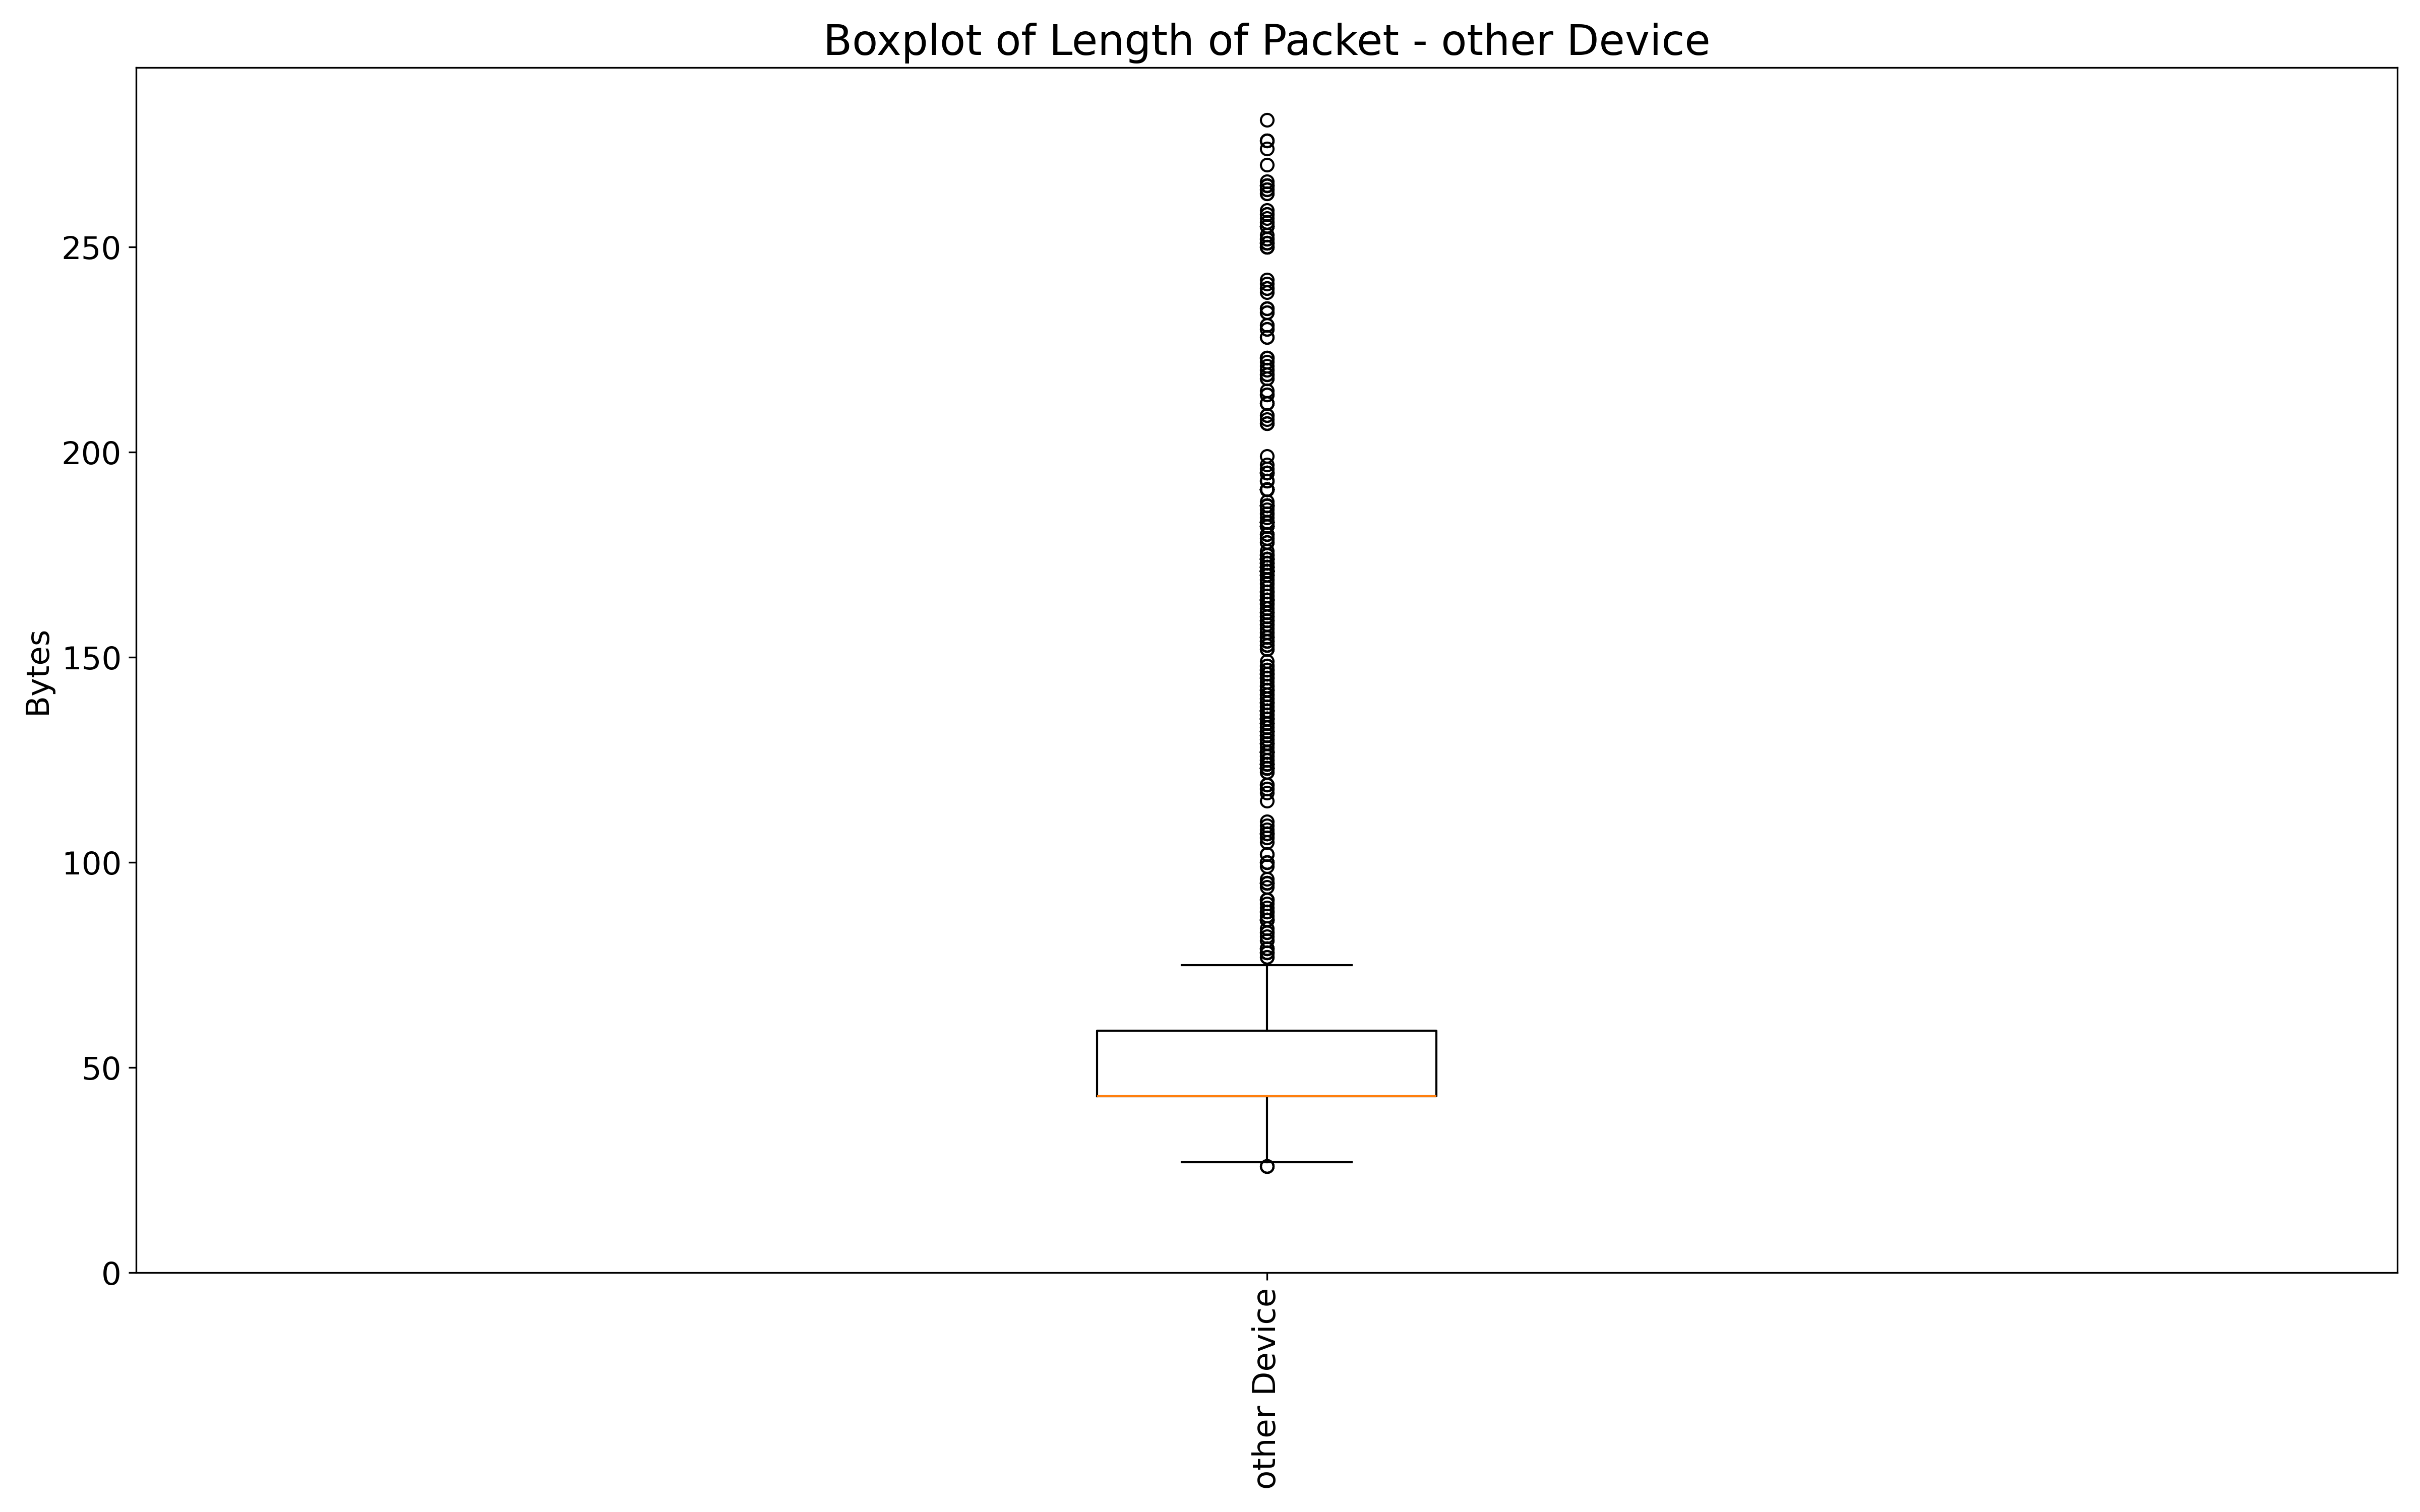 Boxplot of Length of Packet - other Device
Bytes
250
200
150
100
50
0
other Device